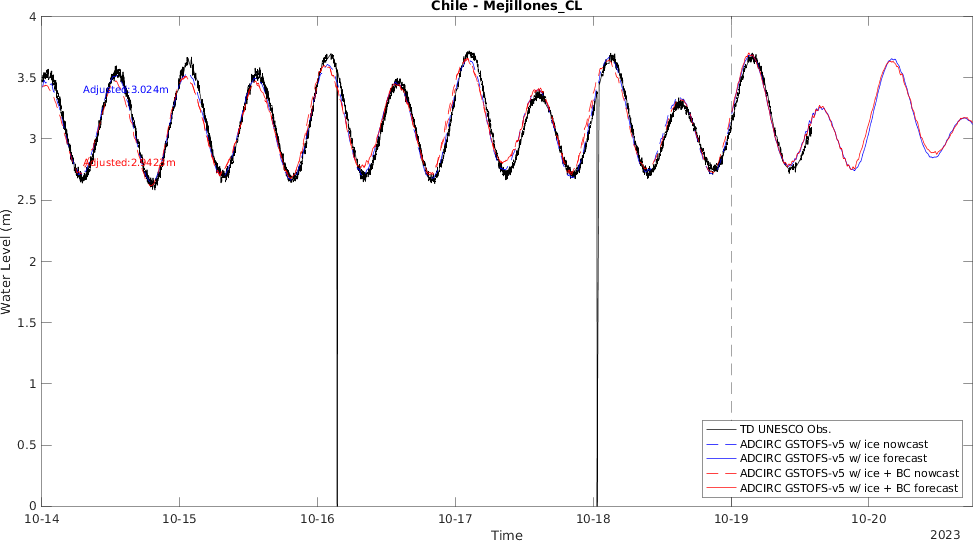 Chile - Mejillones_CL
4
3.5
3
2.5
2
1.5
1
0.5
0
Water Level (m)
Adjusted:3.024m
TD UNESCO Obs.
ADCIRC GSTOFS-v5 w/ ice nowcast
ADCIRC GSTOFS-v5 w/ ice forecast
ADCIRC GSTOFS-v5 w/ ice + BC nowcast
ADCIRC GSTOFS-v5 w/ ice + BC forecast
10-14
10-15
10-16
10-17
10-18
10-19
10-20
Time
2023